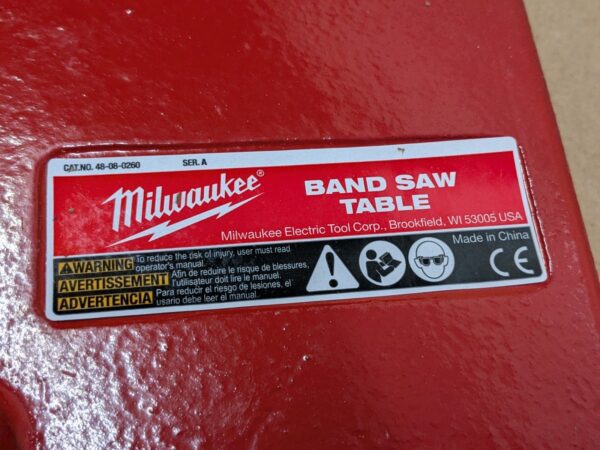 CAT.NO. 48-08-0260 SER. A
Milwaukee®
BAND SAW
TABLE
Milwaukee Electric Tool Corp., Brookfield, WI 53005 USA
Made in China
WARNING To reduce the risk of injury, user must read
operator's manual.
AVERTISSEMENT Afin de réduire le risque de blessures,
l'utilisateur doit lire le manuel.
ADVERTENCIA Para reducir el riesgo de lesiones, el
usario debe leer el manual.
CE